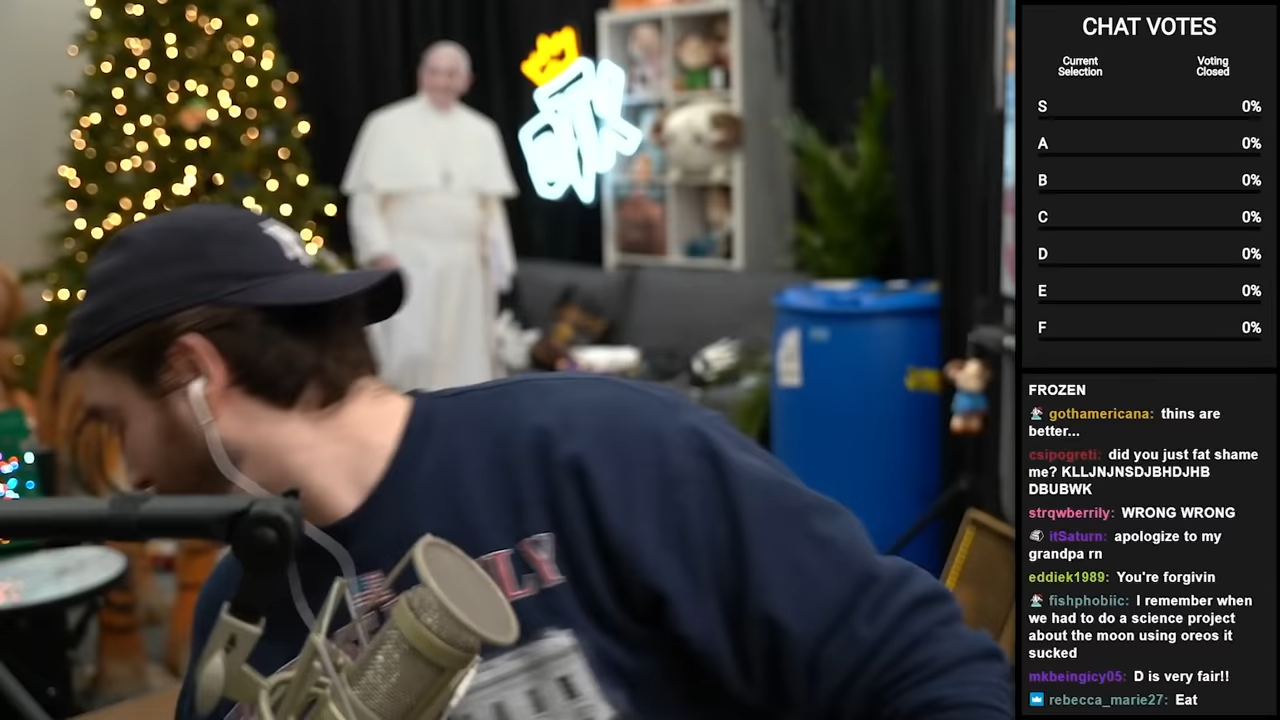 CHAT VOTES
Current Selection
Voting Closed
S 0%
A 0%
B 0%
C 0%
D 0%
E 0%
F 0%
FROZEN
gothamericana: thins are
better...
csipogreti: did you just fat shame
me? KLLJNJNSDJBHDJHB
DBUBWK
strqwberrily: WRONG WRONG
itSaturn: apologize to my
grandpa rn
eddiek1989: You're forgivin
fishphobiic: I remember when
we had to do a science project
about the moon using oreos it
sucked
mkbeingicy05: D is very fair!!
rebecca_marie27: Eat